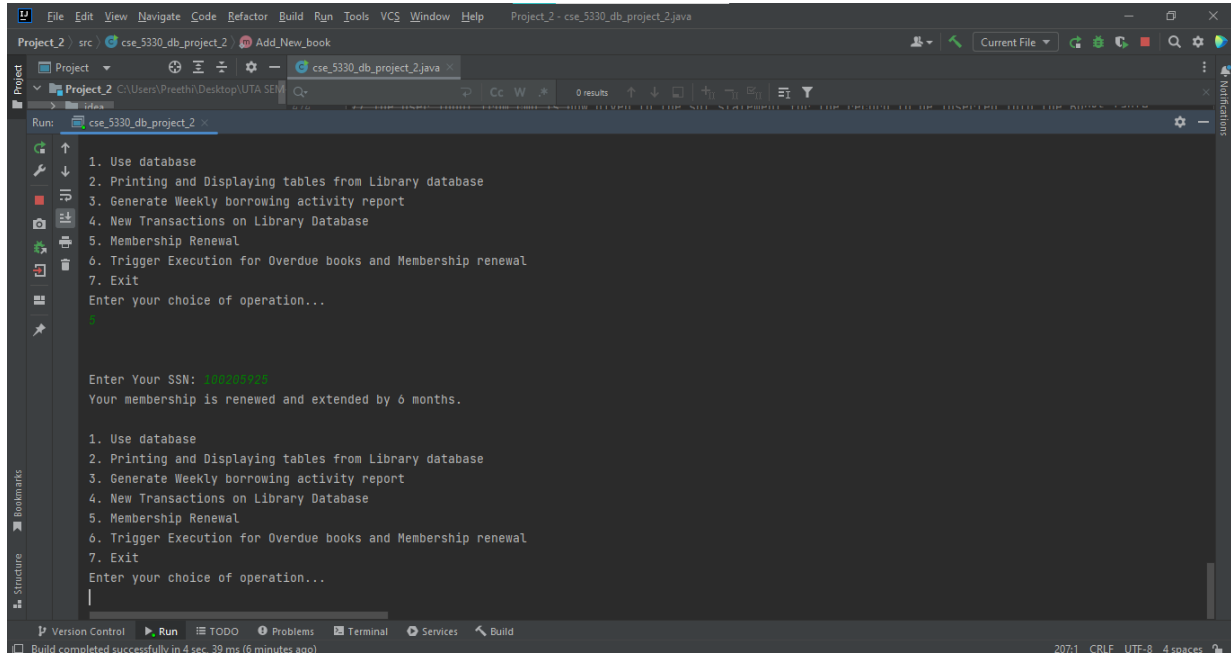 File Edit View Navigate Code Refactor Build Run Tools VCS Window Help Project_2 - cse_5330_db_project_2.java
Project_2 src cse_5330_db_project_2 Add_New_book Current File
Project Project cse_5330_db_project_2.java
Project_2 C:\Users\Preethi\Desktop\UTA SEM Cc W .* 0 results
idea
Notifications
Run: cse_5330_db_project_2
1. Use database
2. Printing and Displaying tables from Library database
3. Generate Weekly borrowing activity report
4. New Transactions on Library Database
5. Membership Renewal
6. Trigger Execution for Overdue books and Membership renewal
7. Exit
Enter your choice of operation...
5
Enter Your SSN: 100205925
Your membership is renewed and extended by 6 months.
1. Use database
2. Printing and Displaying tables from Library database
3. Generate Weekly borrowing activity report
4. New Transactions on Library Database
5. Membership Renewal
6. Trigger Execution for Overdue books and Membership renewal
7. Exit
Enter your choice of operation...
Bookmarks
Structure
Version Control Run TODO Problems Terminal Services Build
Build completed successfully in 4 sec, 39 ms (6 minutes ago) 207:1 CRLF UTF-8 4 spaces